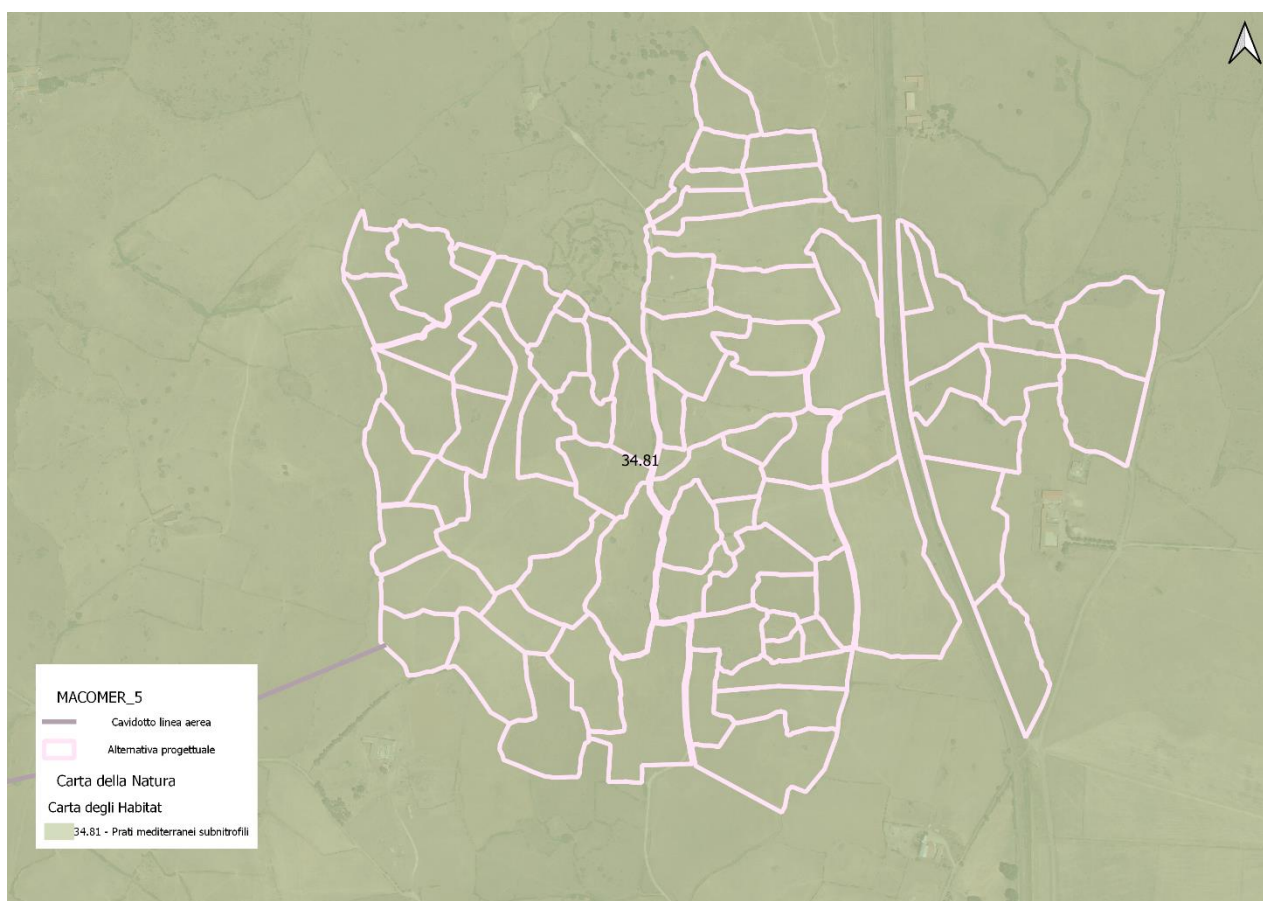 34.81
MACOMER_5
Cavidotto linea aerea
Alternativa progettuale
Carta della Natura
Carta degli Habitat
34.81 - Prati mediterranei subnitrofili